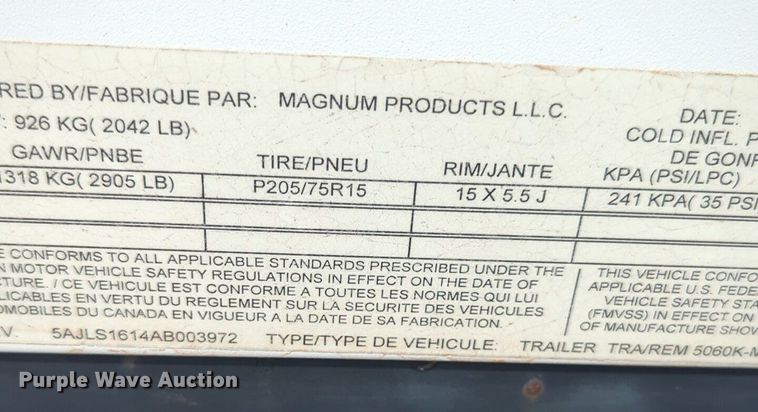 RED BY/FABRIQUE PAR: MAGNUM PRODUCTS L.L.C. DATE:
: 926 KG( 2042 LB) COLD INFL. P
GAWR/PNBE TIRE/PNEU RIM/JANTE DE GONF
KPA (PSI/LPC)
1318 KG( 2905 LB) P205/75R15 15 X 5.5 J 241 KPA( 35 PSI
E CONFORMS TO ALL APPLICABLE STANDARDS PRESCRIBED UNDER THE
N MOTOR VEHICLE SAFETY REGULATIONS IN EFFECT ON THE DATE OF
CTURE. / CE VEHICULE EST CONFORME A TOUTES LES NORMES QUI LUI
LICABLES EN VERTU DU REGLEMENT SUR LA SECURITE DES VEHICULES
OMOBILES DU CANADA EN VIGUEUR A LA DATE DE SA FABRICATION.
THIS VEHICLE CONFO
APPLICABLE U.S. FEDE
VEHICLE SAFETY STA
(FMVSS) IN EFFECT ON
OF MANUFACTURE SHOW
V. 5AJLS1614AB003972 TYPE/TYPE DE VEHICULE: TRAILER TRA/REM 5060K-M
Purple Wave Auction